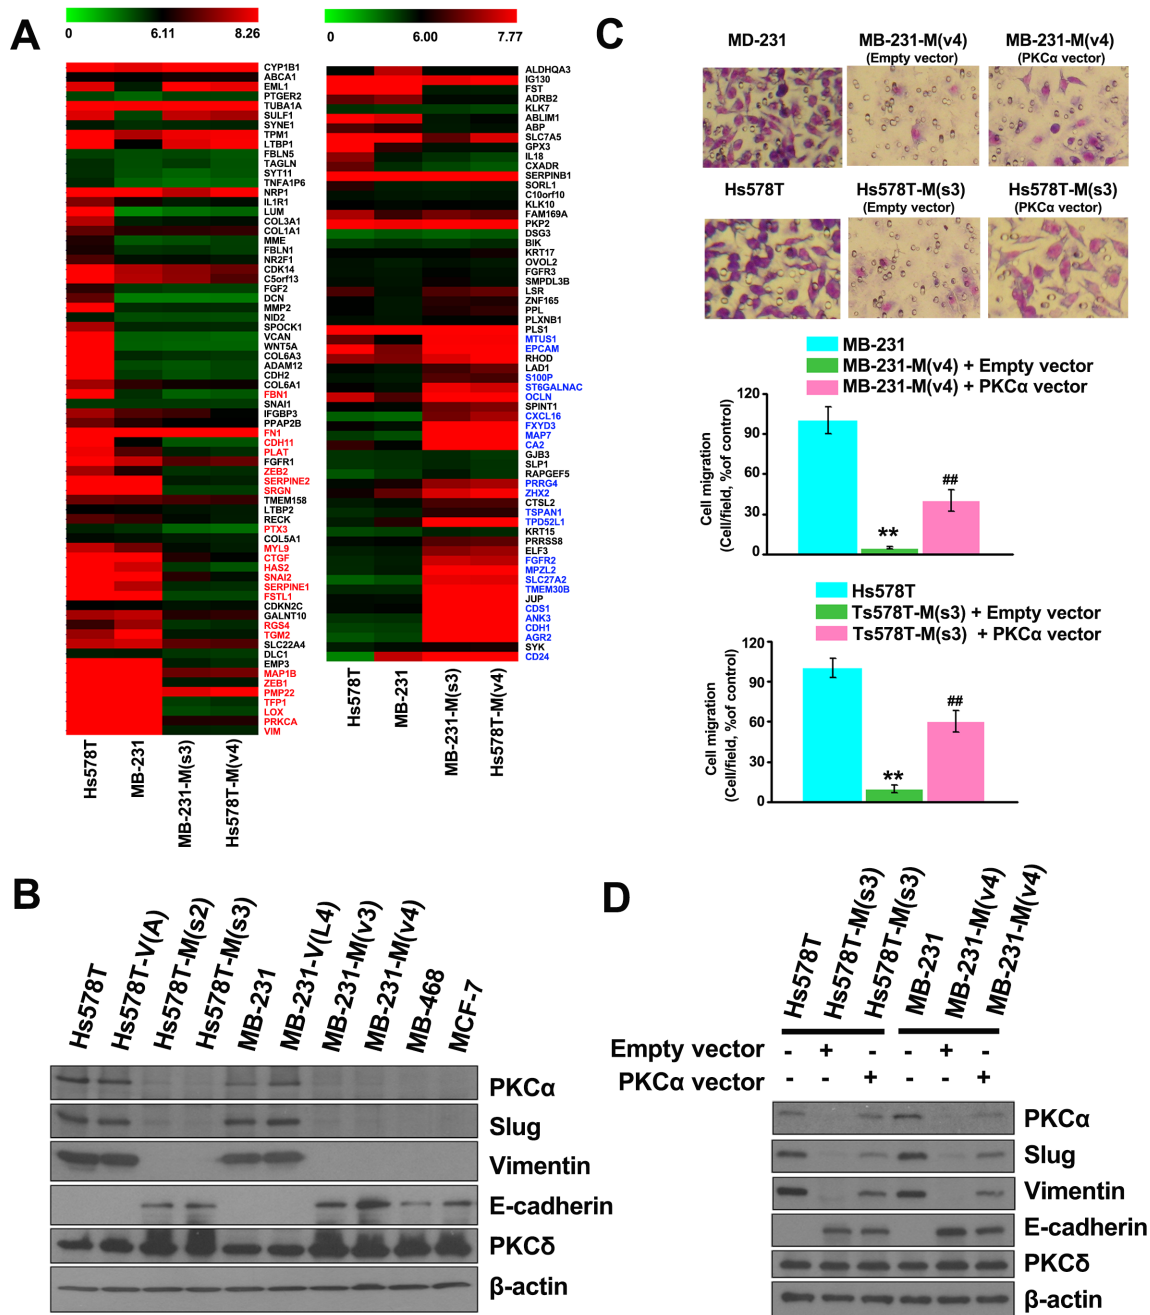 A
0 6.11 8.26
CYP1B1
ABCA1
EML1
PTGER2
TUBA1A
SULF1
SYNE1
TPM1
LTBP1
FBLN5
TAGLN
SYT11
TNFA1P6
NRP1
IL1R1
LUM
COL3A1
COL1A1
MME
FBLN1
NR2F1
CDK14
C5orf13
FGF2
DCN
MMP2
NID2
SPOCK1
VCAN
WNT5A
COL6A3
ADAM12
CDH2
COL6A1
FBN1
SNAI1
IFGBP3
PPAP2B
FN1
CDH11
PLAT
FGFR1
ZEB2
SERPINE2
SRGN
TMEM158
LTBP2
RECK
PTX3
COL5A1
MYL9
CTGF
HAS2
SNAI2
SERPINE1
FSTL1
CDKN2C
GALNT10
RGS4
TGM2
SLC22A4
DLC1
EMP3
MAP1B
ZEB1
PMP22
TFP1
LOX
PRKCA
VIM
Hs578T
MB-231
MB-231-M(s3)
Hs578T-M(v4)
0 6.00 7.77
ALDHQA3
IG130
FST
ADRB2
KLK7
ABLIM1
ABP
SLC7A5
GPX3
IL18
CXADR
SERPINB1
SORL1
C10orf10
KLK10
FAM169A
PKP2
DSG3
BIK
KRT17
OVOL2
FGFR3
SMPDL3B
LSR
ZNF165
PPL
PLXNB1
PLS1
MTUS1
EPCAM
RHOD
LAD1
S100P
ST6GALNAC
OCLN
SPINT1
CXCL16
FXYD3
MAP7
CA2
GJB3
SLP1
RAPGEF5
PRRG4
ZHX2
CTSL2
TSPAN1
TPD52L1
KRT15
PRRSS8
ELF3
FGFR2
MPZL2
SLC27A2
TMEM30B
JUP
CDS1
ANK3
CDH1
AGR2
SYK
CD24
Hs578T
MB-231
MB-231-M(s3)
Hs578T-M(v4)
C
MD-231
MB-231-M(v4)
(Empty vector)
MB-231-M(v4)
(PKCα vector)
Hs578T
Hs578T-M(s3)
(Empty vector)
Hs578T-M(s3)
(PKCα vector)
MB-231
MB-231-M(v4) + Empty vector
MB-231-M(v4) + PKCα vector
Cell migration
(Cell/field, %of control)
120
90
60
30
0
**
##
Hs578T
Ts578T-M(s3) + Empty vector
Ts578T-M(s3) + PKCα vector
Cell migration
(Cell/field, %of control)
120
90
60
30
0
**
##
B
Hs578T
Hs578T-V(A)
Hs578T-M(s2)
Hs578T-M(s3)
MB-231
MB-231-V(L4)
MB-231-M(v3)
MB-231-M(v4)
MB-468
MCF-7
PKCα
Slug
Vimentin
E-cadherin
PKCδ
β-actin
D
Hs578T
Hs578T-M(s3)
Hs578T-M(s3)
MB-231
MB-231-M(v4)
MB-231-M(v4)
Empty vector - + - - + -
PKCα vector - - + - - +
PKCα
Slug
Vimentin
E-cadherin
PKCδ
β-actin